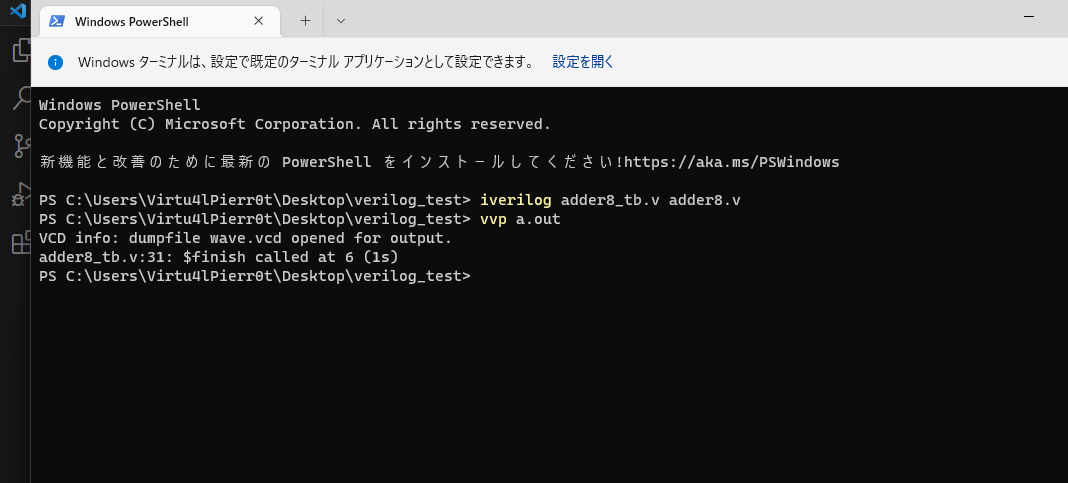 Windows PowerShell
Windows ターミナルは、設定で既定のターミナル アプリケーションとして設定できます。 設定を開く
Windows PowerShell
Copyright (C) Microsoft Corporation. All rights reserved.
新機能と改善のために最新の PowerShell をインストールしてください!https://aka.ms/PSWindows
PS C:\Users\Virtu4lPierr0t\Desktop\verilog_test> iverilog adder8_tb.v adder8.v
PS C:\Users\Virtu4lPierr0t\Desktop\verilog_test> vvp a.out
VCD info: dumpfile wave.vcd opened for output.
adder8_tb.v:31: $finish called at 6 (1s)
PS C:\Users\Virtu4lPierr0t\Desktop\verilog_test>